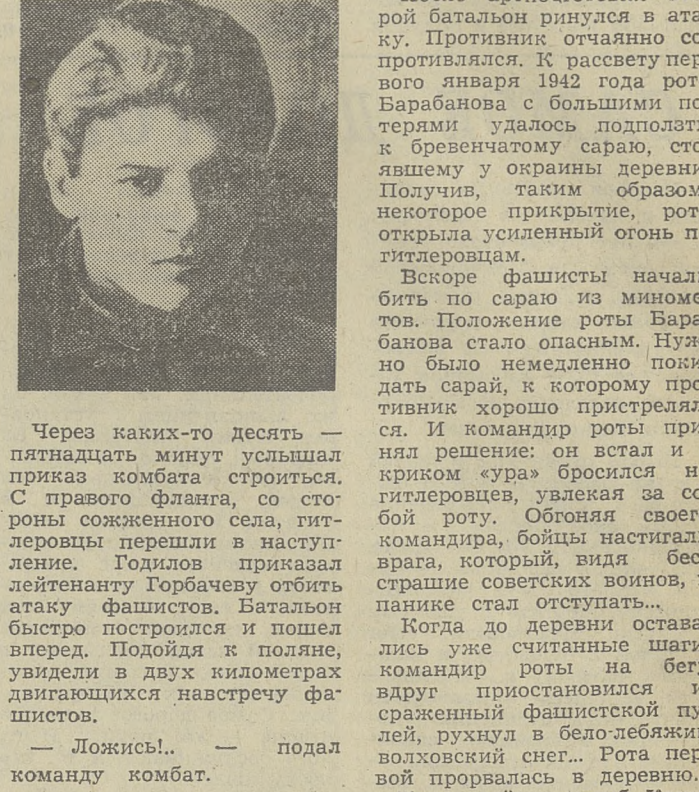 Через каких-то десять —
пятнадцать минут услышал
приказ комбата строиться.
С правого фланга, со сто-
роны сожженного села, гит-
леровцы перешли в наступ-
ление. Годилов приказал
лейтенанту Горбачеву отбить
атаку фашистов. Батальон
быстро построился и пошел
вперед. Подойдя к поляне,
увидели в двух километрах
двигающихся навстречу фа-
шистов.
— Ложись!.. — подал
команду комбат.
рой батальон ринулся в ата
ку. Противник отчаянно со
противлялся. К рассвету пер
вого января 1942 года рот
Барабанова с большими по
терями удалось подползт
к бревенчатому сараю, сто
явшему у окраины деревни
Получив, таким образом
некоторое прикрытие, рот
открыла усиленный огонь п
гитлеровцам.
Вскоре фашисты начал
бить по сараю из миноме
тов. Положение роты Бара
банова стало опасным. Нуж
но было немедленно поки
дать сарай, к которому про
тивник хорошо пристрелял
ся. И командир роты при
нял решение: он встал и
криком «ура» бросился н
гитлеровцев, увлекая за со
бой роту. Обгоняя своег
командира, бойцы настигал
врага, который, видя бес
страшие советских воинов,
панике стал отступать...
Когда до деревни остава
лись уже считанные шаги
командир роты на бег
вдруг приостановился
сраженный фашистской пу
лей, рухнул в бело-лебяжи
волховский снег... Рота пер
вой прорвалась в деревню.